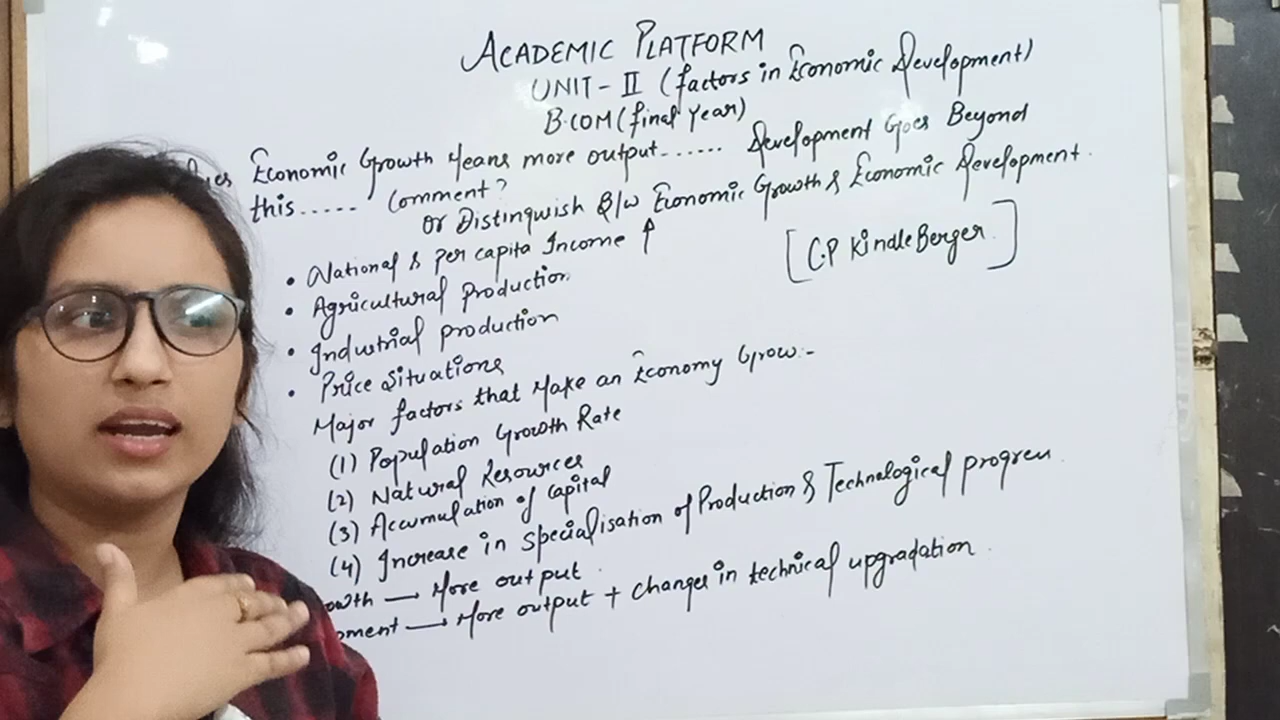 ACADEMIC PLATFORM
UNIT-II (factors in Economic Development)
B.COM (final Year)
Economic Growth Means more output...... Development Goes Beyond
this..... Comment?
or Distinquish B/w Economic Growth & Economic Development.
• National & per capita Income ↑
[C.P KindleBerger.]
• Agricultural production
• Industrial production
• Price Situations
Major factors that Make an Economy Grow:-
(1) Population Growth Rate
(2) Natural Resources
(3) Accumulation of Capital
(4) Increase in specialisation of Production & Technological progress
owth → More output
pment → More output + changes in technical upgradation